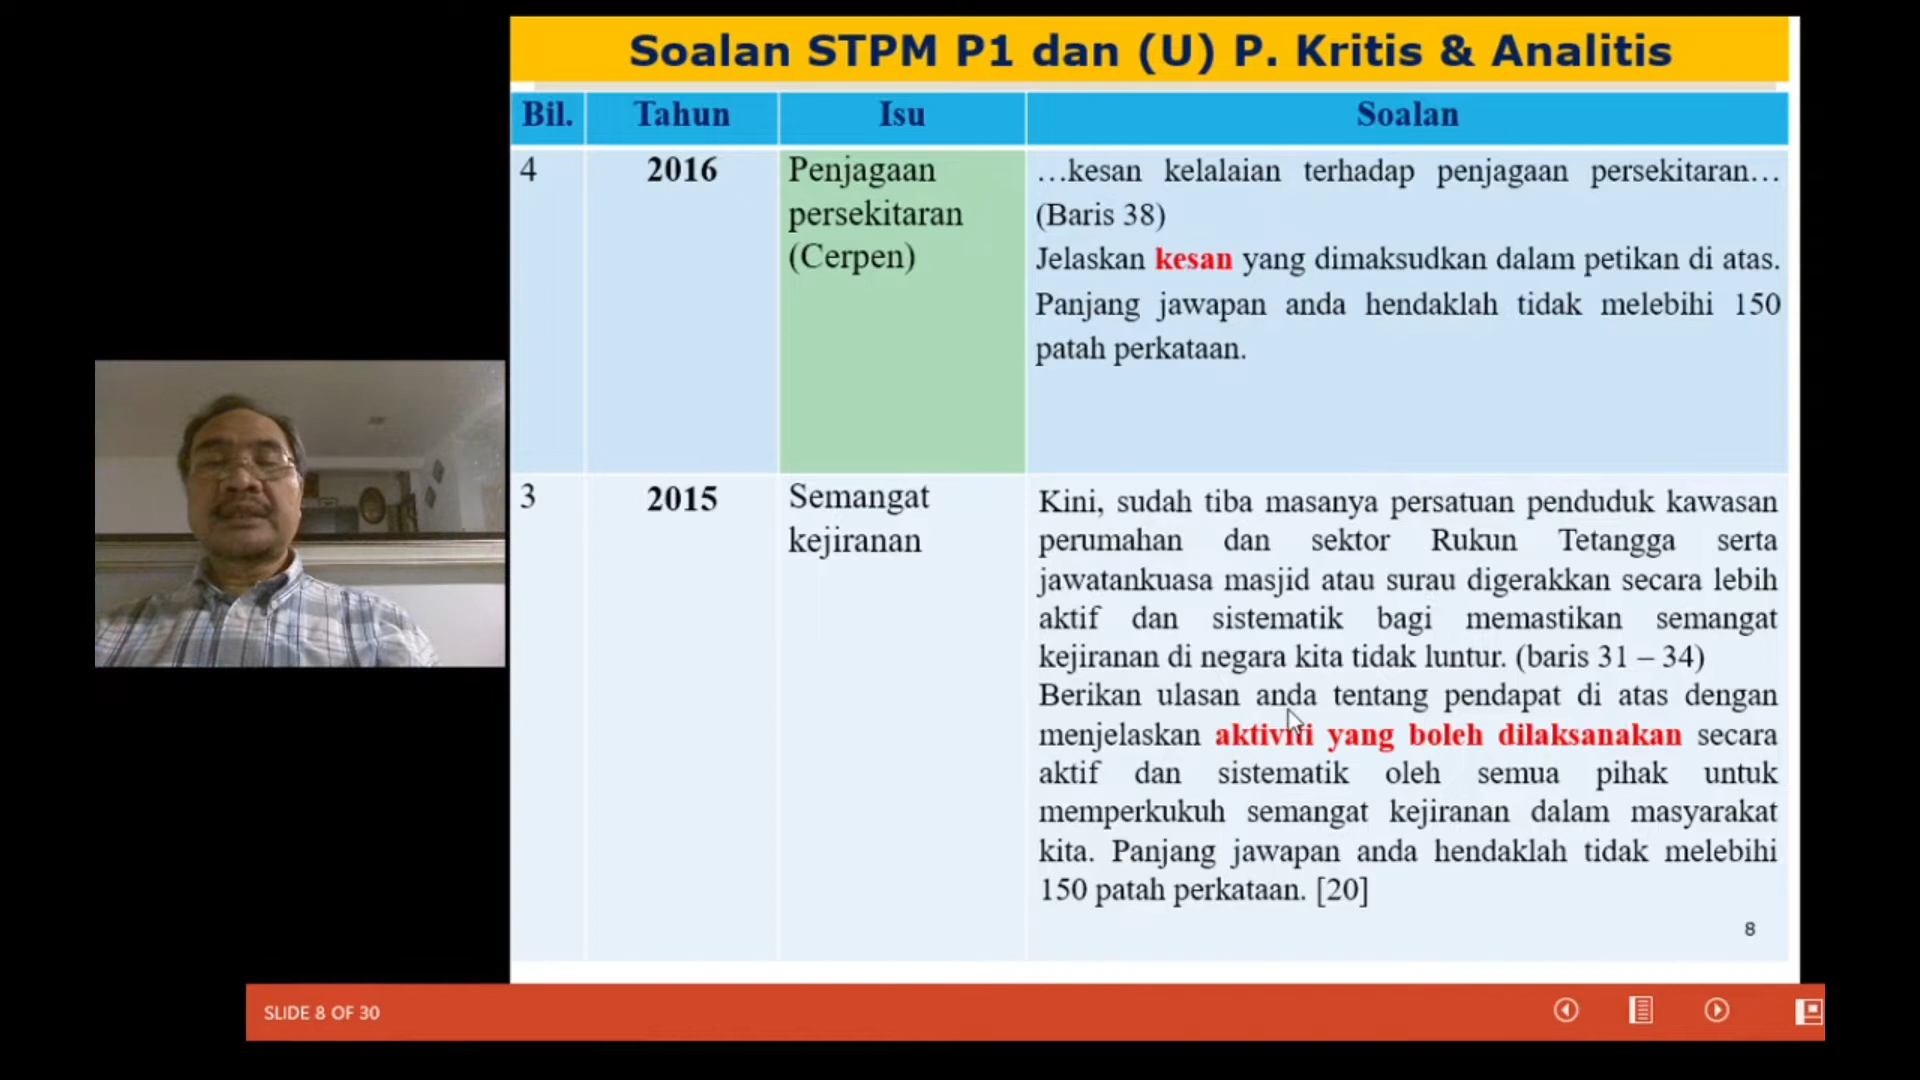 Soalan STPM P1 dan (U) P. Kritis & Analitis
Bil. Tahun Isu Soalan
4 2016 Penjagaan persekitaran (Cerpen)
…kesan kelalaian terhadap penjagaan persekitaran…
(Baris 38)
Jelaskan kesan yang dimaksudkan dalam petikan di atas.
Panjang jawapan anda hendaklah tidak melebihi 150
patah perkataan.
3 2015 Semangat kejiranan
Kini, sudah tiba masanya persatuan penduduk kawasan
perumahan dan sektor Rukun Tetangga serta
jawatankuasa masjid atau surau digerakkan secara lebih
aktif dan sistematik bagi memastikan semangat
kejiranan di negara kita tidak luntur. (baris 31 – 34)
Berikan ulasan anda tentang pendapat di atas dengan
menjelaskan aktiviti yang boleh dilaksanakan secara
aktif dan sistematik oleh semua pihak untuk
memperkukuh semangat kejiranan dalam masyarakat
kita. Panjang jawapan anda hendaklah tidak melebihi
150 patah perkataan. [20]
8
SLIDE 8 OF 30